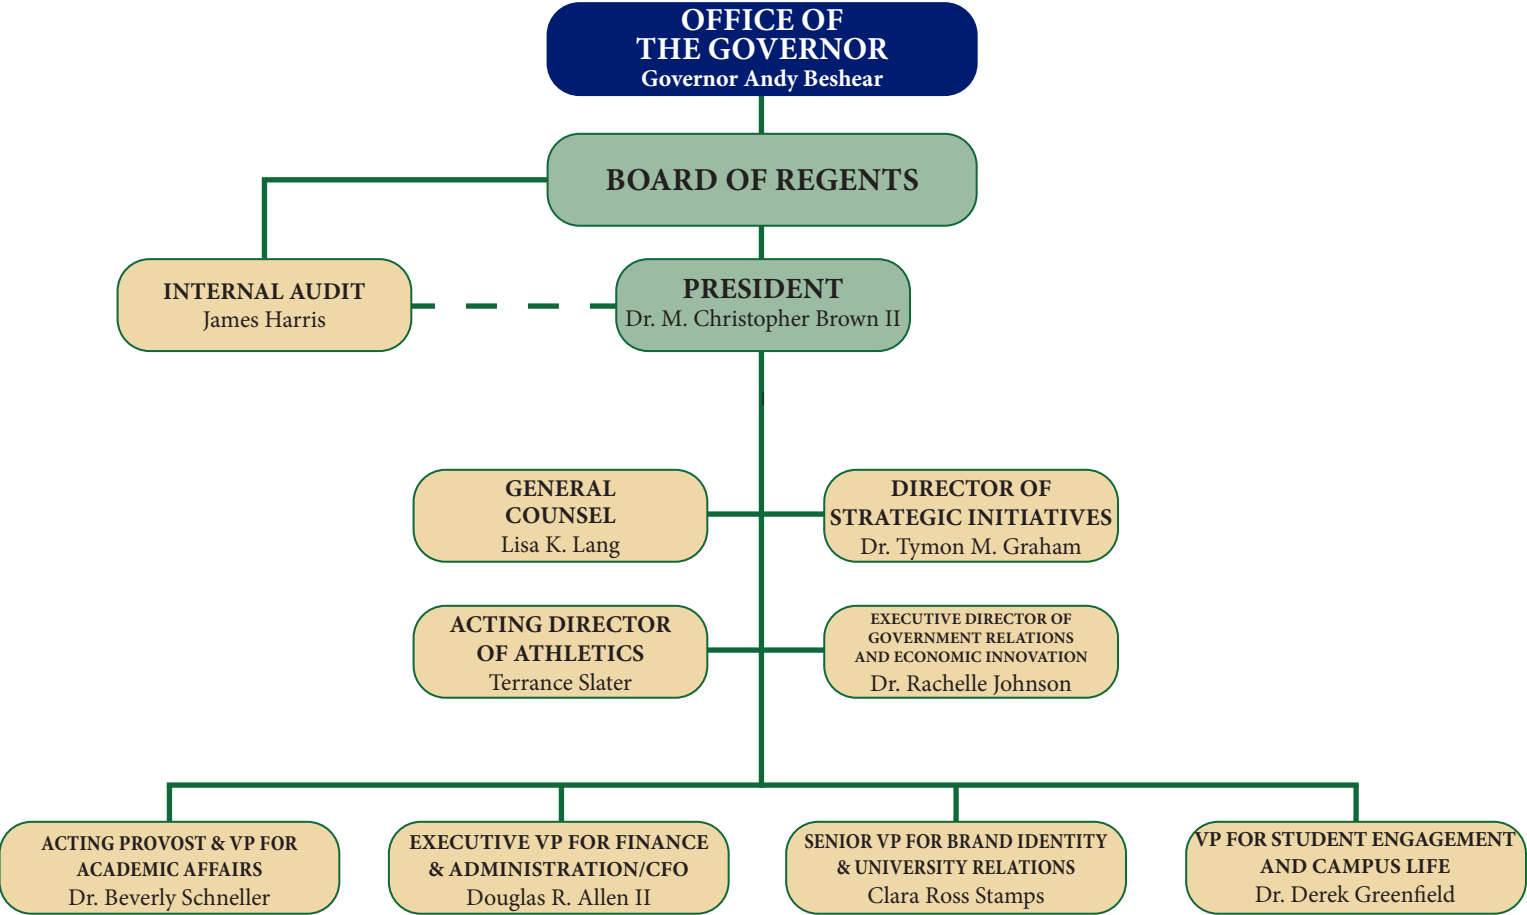 OFFICE OF
THE GOVERNOR
Governor Andy Beshear
BOARD OF REGENTS
INTERNAL AUDIT
James Harris
PRESIDENT
Dr. M. Christopher Brown II
GENERAL
COUNSEL
Lisa K. Lang
DIRECTOR OF
STRATEGIC INITIATIVES
Dr. Tymon M. Graham
ACTING DIRECTOR
OF ATHLETICS
Terrance Slater
EXECUTIVE DIRECTOR OF
GOVERNMENT RELATIONS
AND ECONOMIC INNOVATION
Dr. Rachelle Johnson
ACTING PROVOST & VP FOR
ACADEMIC AFFAIRS
Dr. Beverly Schneller
EXECUTIVE VP FOR FINANCE
& ADMINISTRATION/CFO
Douglas R. Allen II
SENIOR VP FOR BRAND IDENTITY
& UNIVERSITY RELATIONS
Clara Ross Stamps
VP FOR STUDENT ENGAGEMENT
AND CAMPUS LIFE
Dr. Derek Greenfield